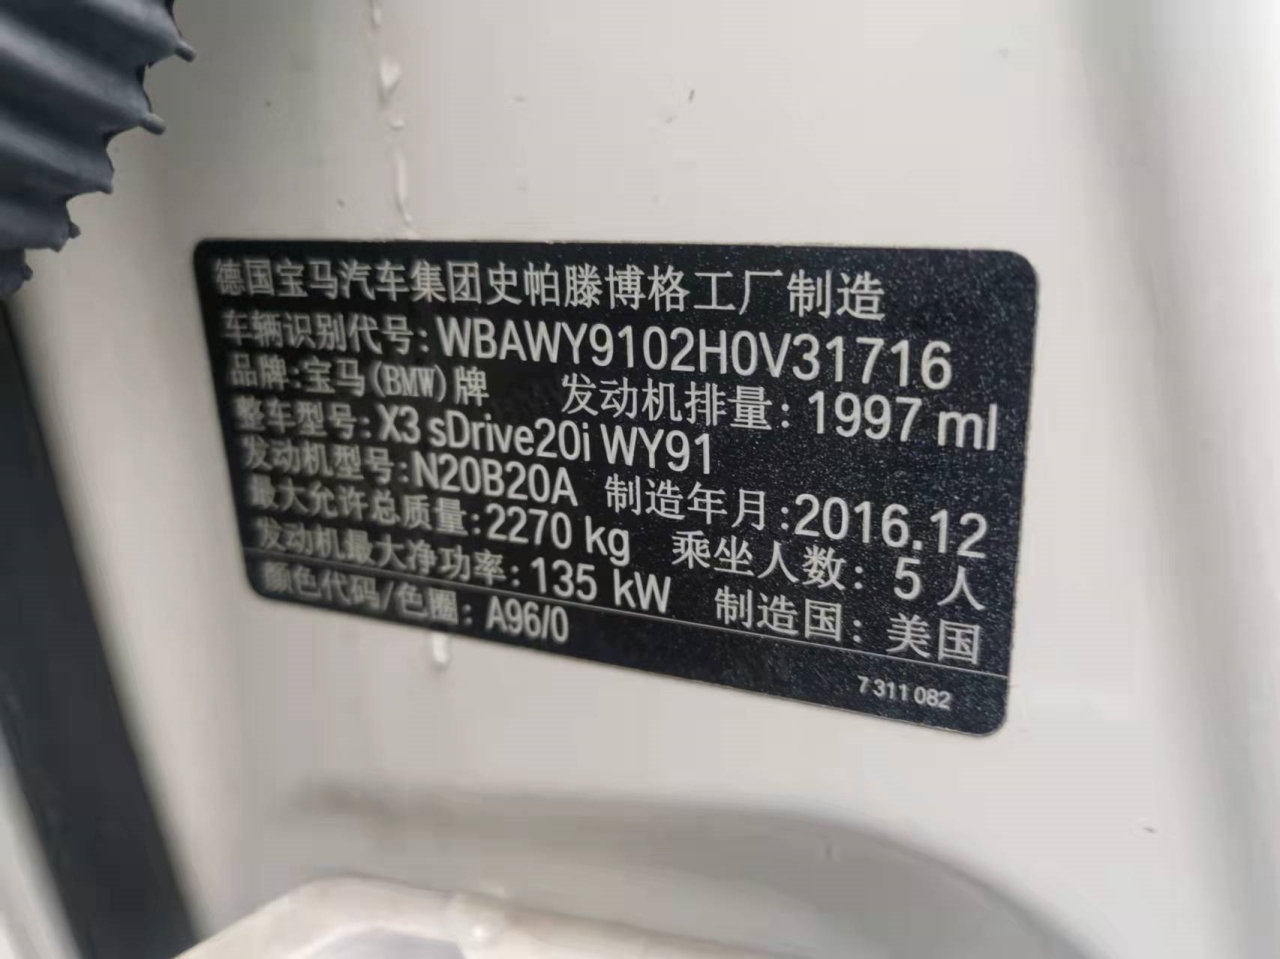 德国宝马汽车集团史帕滕博格工厂制造
车辆识别代号:WBAWY9102H0V31716
品牌:宝马(BMW)牌 发动机排量: 1997 ml
整车型号: X3 sDrive20i WY91
发动机型号: N20B20A 制造年月:2016.12
最大允许总质量:2270 kg 乘坐人数: 5 人
发动机最大净功率: 135 kW 制造国: 美国
颜色代码/色圈: A96/0
7 311 082